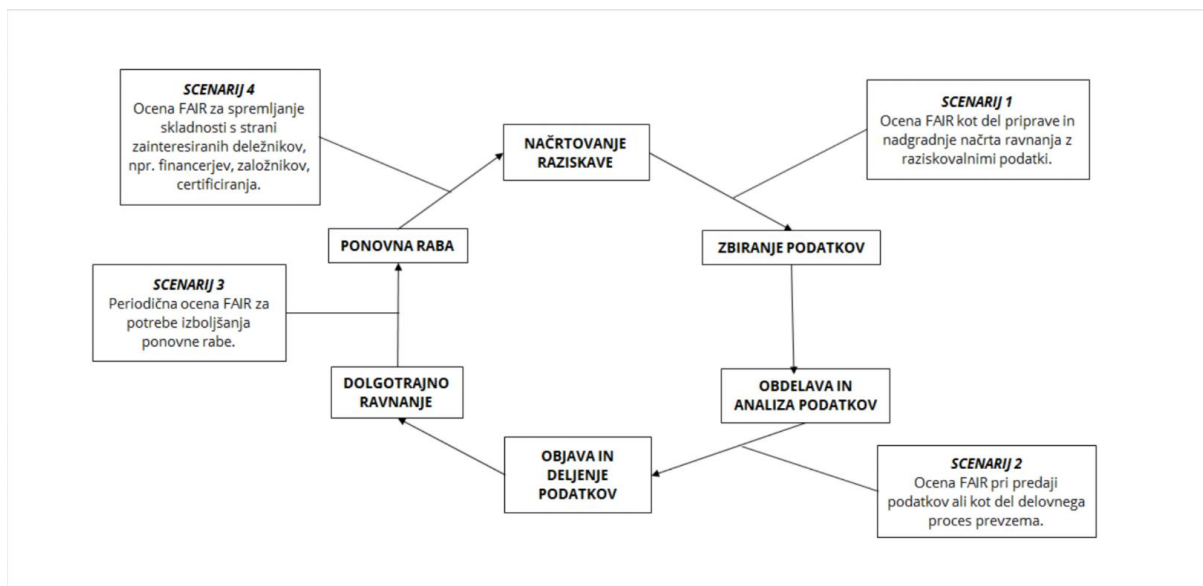 SCENARIJ 4
Ocena FAIR za spremljanje
skladnosti s strani
zainteresiranih deležnikov,
npr. financerjev, založnikov,
certificiranja.
NAČRTOVANJE
RAZISKAVE
SCENARIJ 1
Ocena FAIR kot del priprave in
nadgradnje načrta ravnanja z
raziskovalnimi podatki.
PONOVNA RABA
ZBIRANJE PODATKOV
SCENARIJ 3
Periodična ocena FAIR za
potrebe izboljšanja
ponovne rabe.
DOLGOTRAJNO
RAVNANJE
OBDELAVA IN
ANALIZA PODATKOV
OBJAVA IN
DELJENJE
PODATKOV
SCENARIJ 2
Ocena FAIR pri predaji
podatkov ali kot del delovnega
proces prevzema.